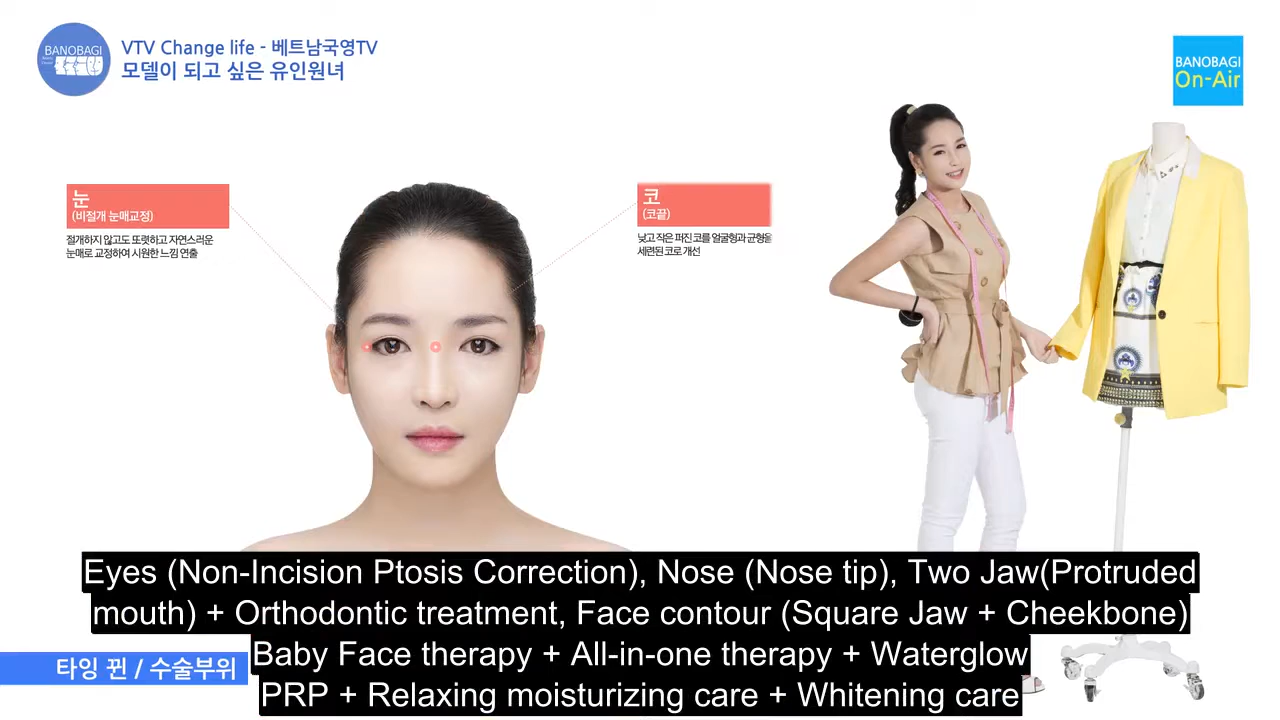 BANOBAGI
VTV Change life - 베트남국영TV
모델이 되고 싶은 유인원녀
BANOBAGI
On-Air
눈
(비절개 눈매교정)
절개하지 않고도 또렷하고 자연스러운
눈매로 교정하여 시원한 느낌 연출
코
(코끝)
낮고 작은 퍼진 코를 얼굴형과 균형을
세련된 코로 개선
Eyes (Non-Incision Ptosis Correction), Nose (Nose tip), Two Jaw(Protruded
mouth) + Orthodontic treatment, Face contour (Square Jaw + Cheekbone)
Baby Face therapy + All-in-one therapy + Waterglow
PRP + Relaxing moisturizing care + Whitening care
타잉 퀸 / 수술부위